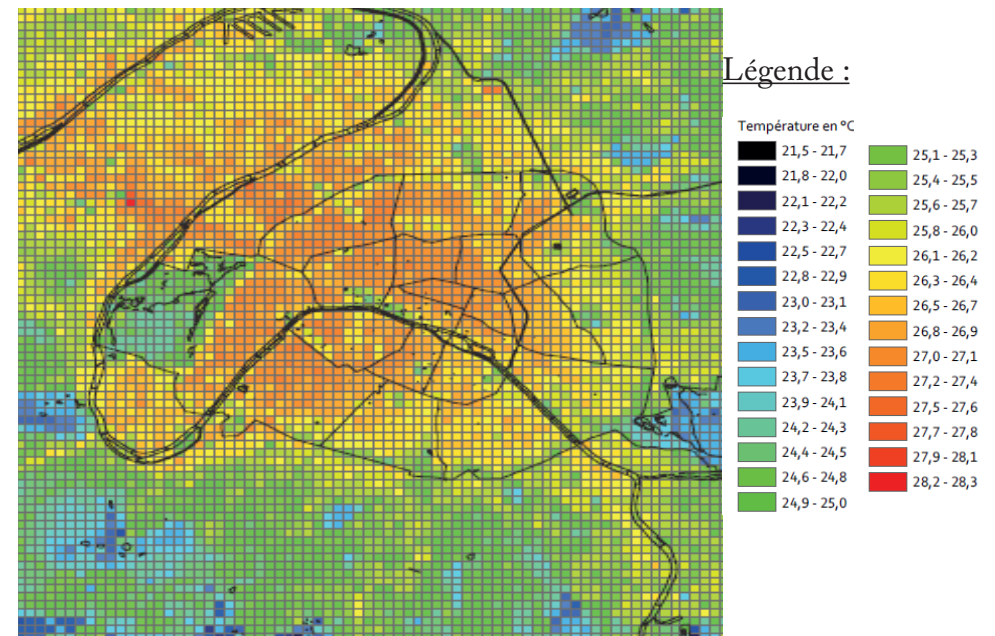 Légende :
Température en °C
21,5 - 21,7
21,8 - 22,0
22,1 - 22,2
22,3 - 22,4
22,5 - 22,7
22,8 - 22,9
23,0 - 23,1
23,2 - 23,4
23,5 - 23,6
23,7 - 23,8
23,9 - 24,1
24,2 - 24,3
24,4 - 24,5
24,6 - 24,8
24,9 - 25,0
25,1 - 25,3
25,4 - 25,5
25,6 - 25,7
25,8 - 26,0
26,1 - 26,2
26,3 - 26,4
26,5 - 26,7
26,8 - 26,9
27,0 - 27,1
27,2 - 27,4
27,5 - 27,6
27,7 - 27,8
27,9 - 28,1
28,2 - 28,3